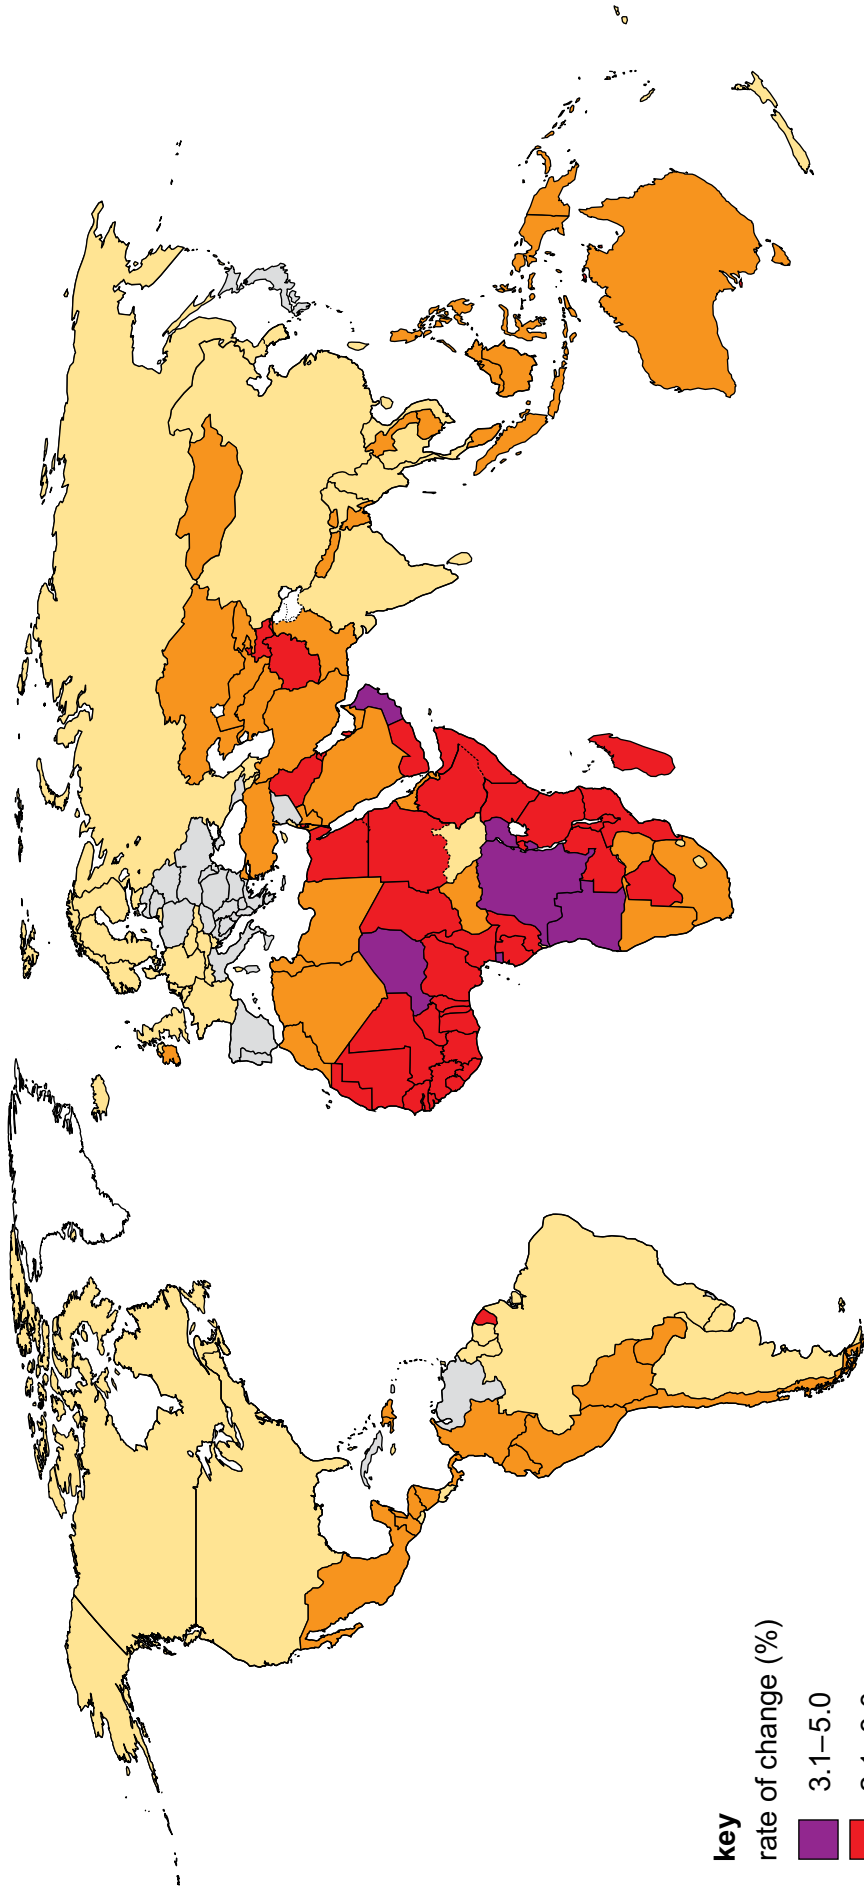 key
rate of change (%)
3.1–5.0